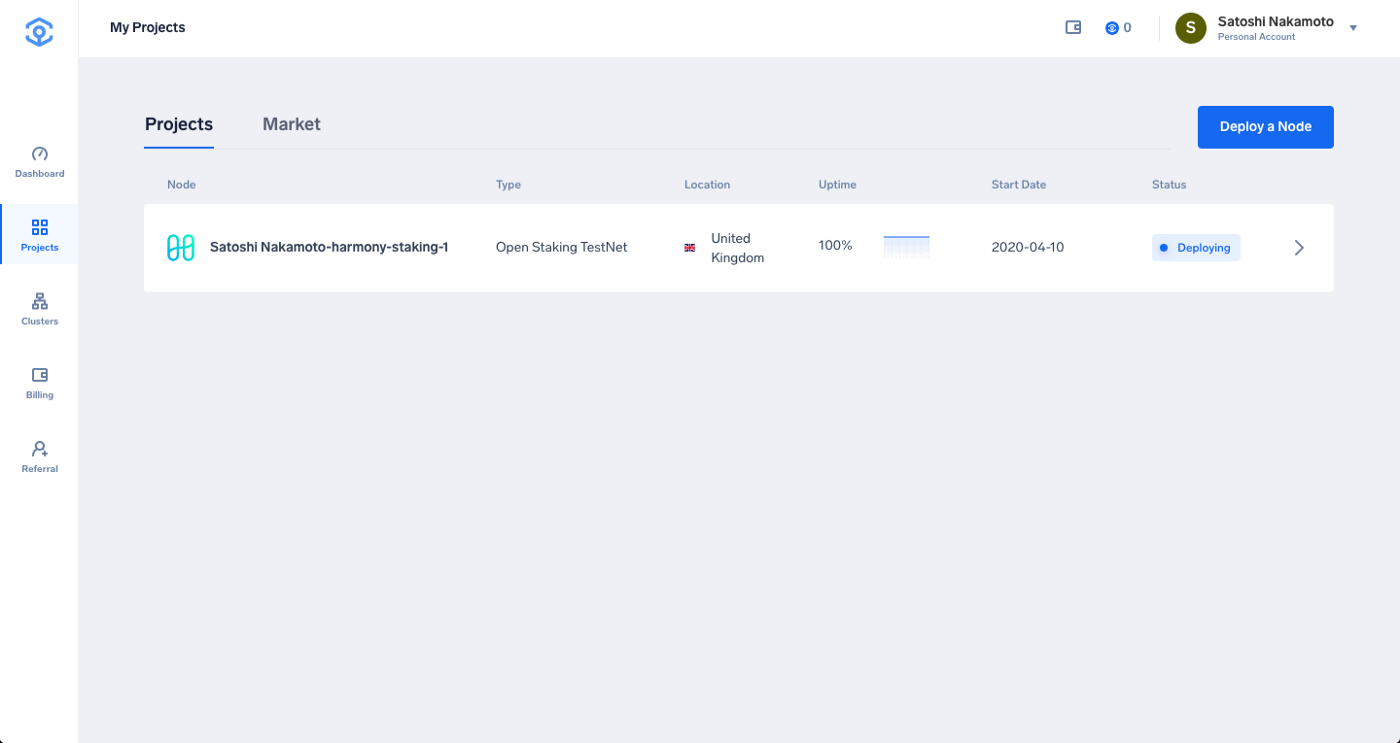 My Projects
0
S
Satoshi Nakamoto
Personal Account
Dashboard
Projects
Clusters
Billing
Referral
Projects Market
Deploy a Node
Node Type Location Uptime Start Date Status
Satoshi Nakamoto-harmony-staking-1 Open Staking TestNet United
Kingdom 100% 2020-04-10 Deploying